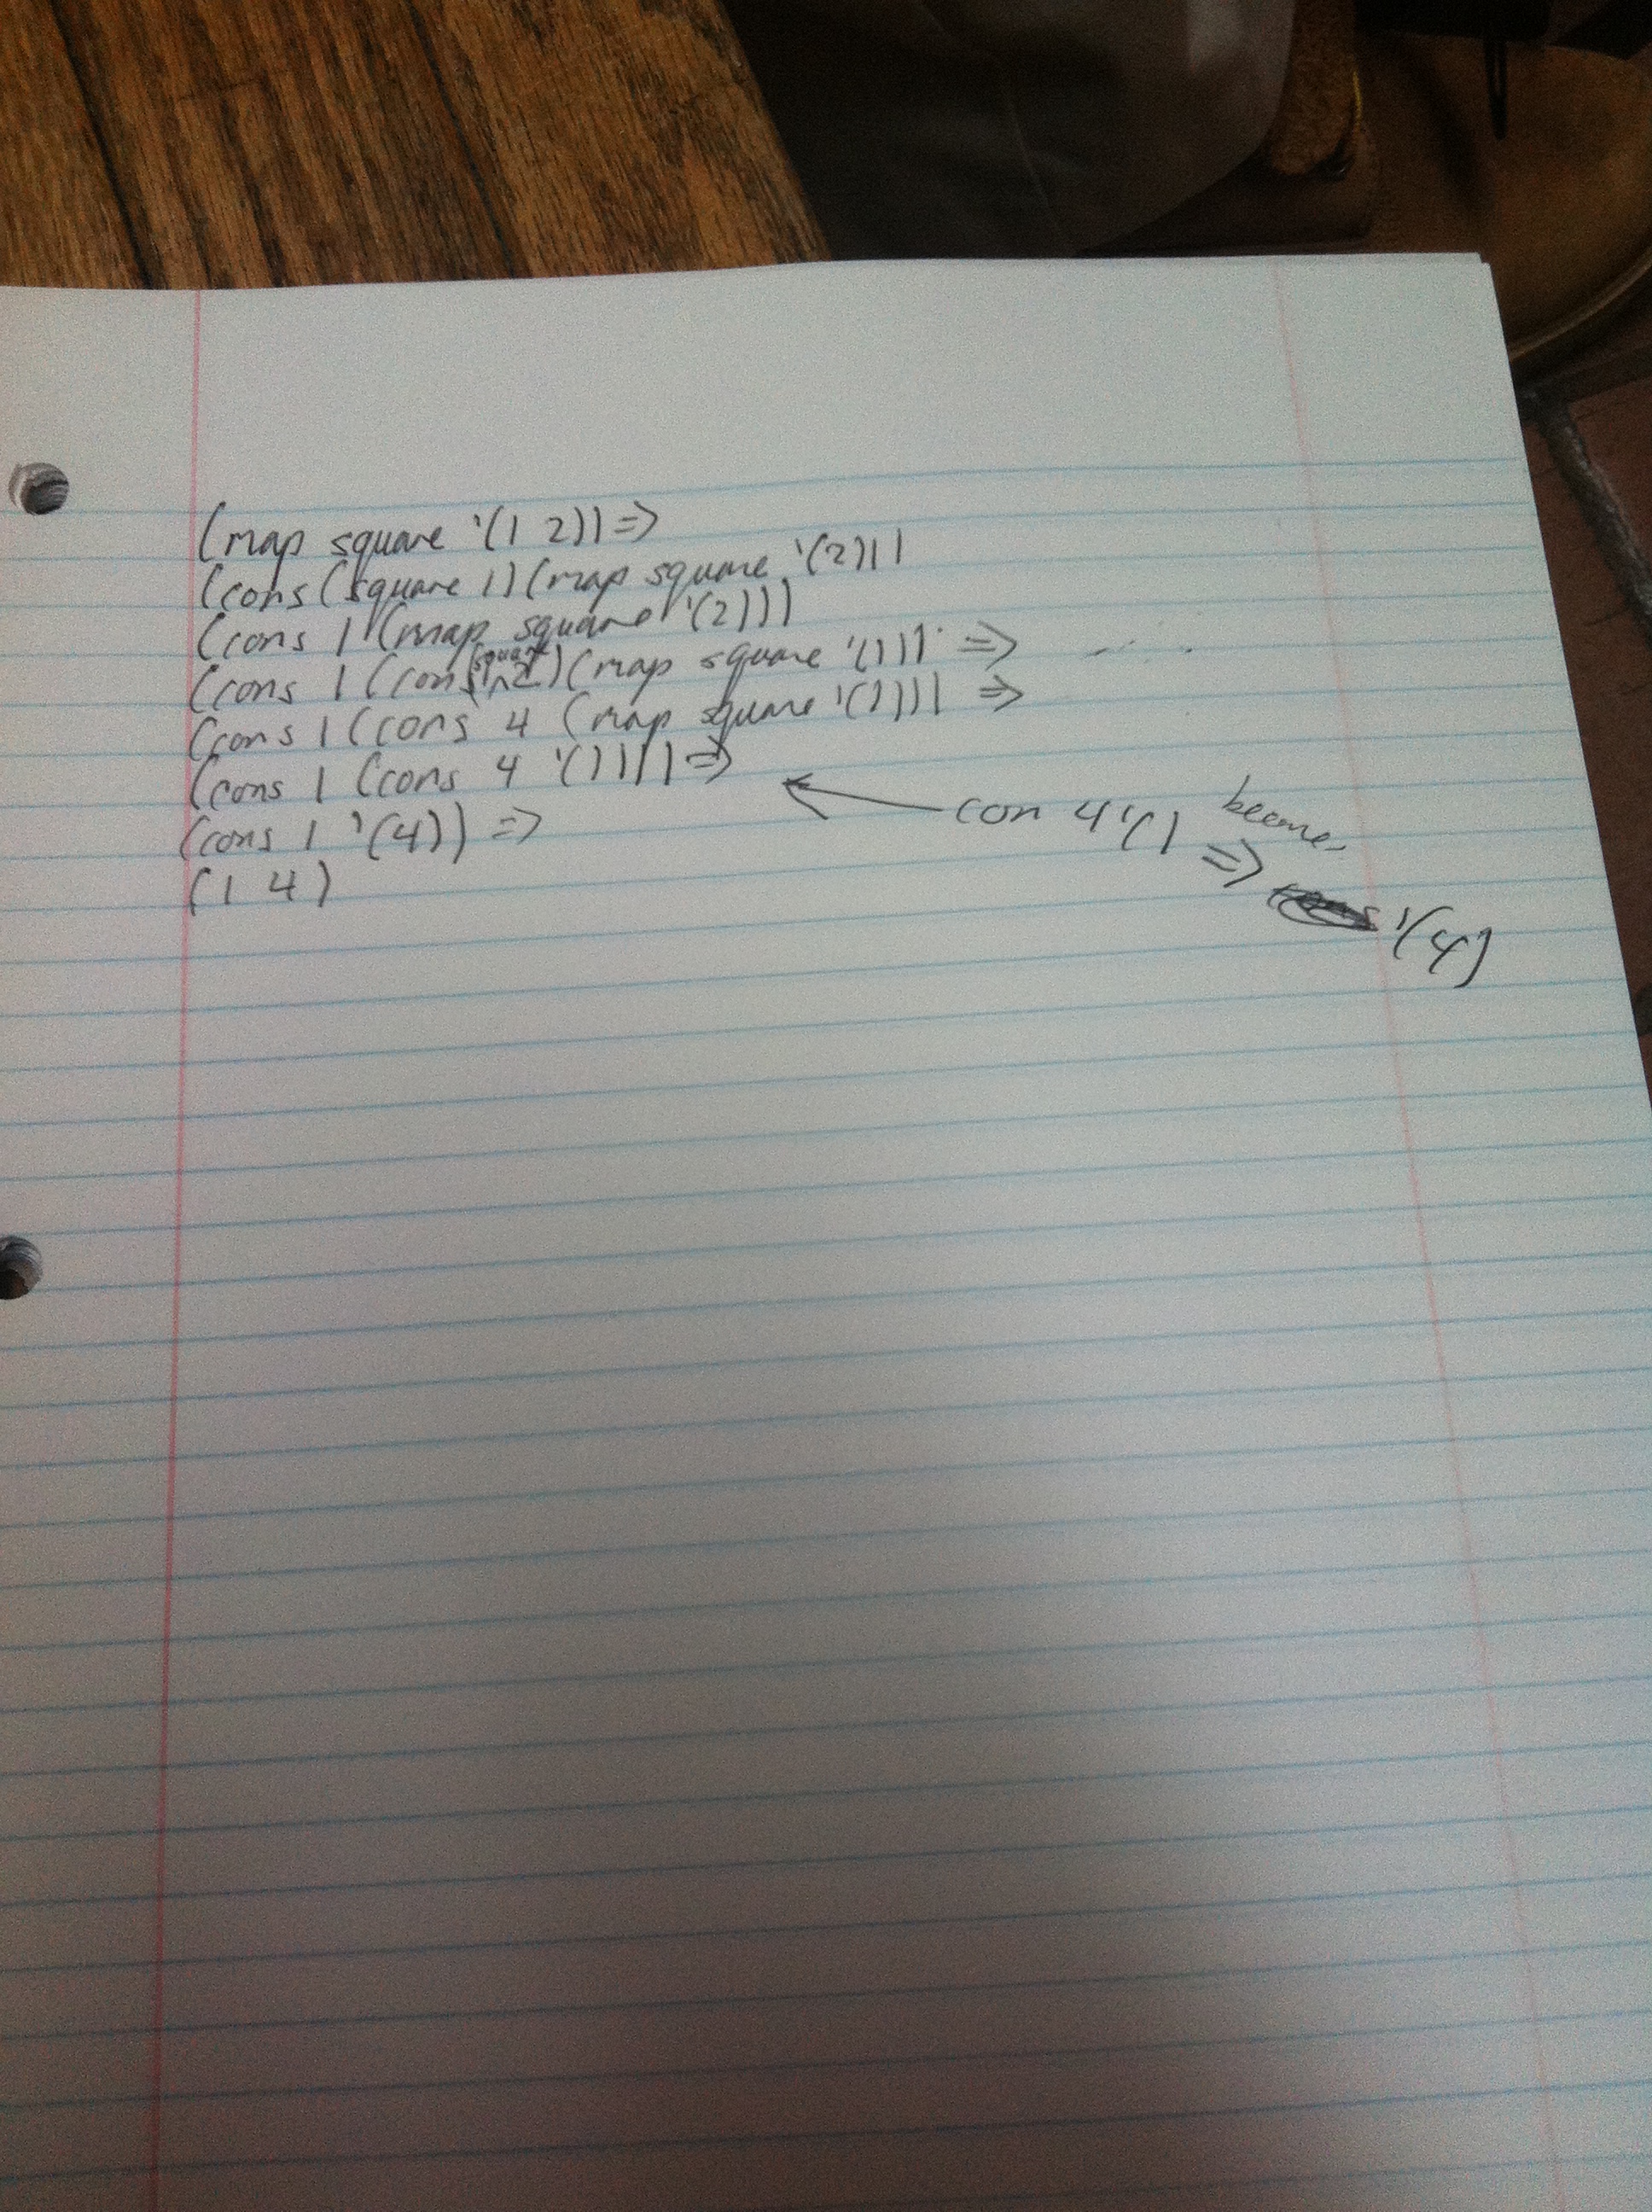 (map square '(1 2)) =>
(cons (square 1) (map square '(2)))
(cons 1 (map square '(2)))
(cons 1 (cons (square 2) (map square '()))) =>
(cons 1 (cons 4 (map square '()))) =>
(cons 1 (cons 4 '()))) =>
(cons 1 '(4)) =>
(1 4)
con 4 '() becomes
=> '(4)